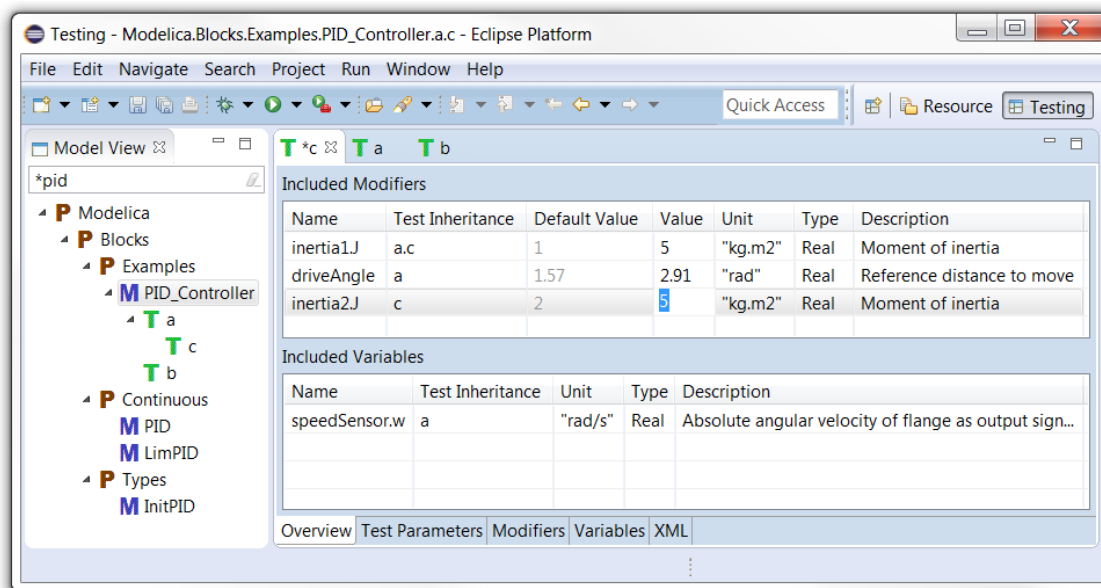 Testing - Modelica.Blocks.Examples.PID_Controller.a.c - Eclipse Platform
File Edit Navigate Search Project Run Window Help
Quick Access Resource Testing
Model View
*pid
P Modelica
P Blocks
P Examples
M PID_Controller
T a
T c
T b
P Continuous
M PID
M LimPID
P Types
M InitPID
T *c T a T b
Included Modifiers
Name Test Inheritance Default Value Value Unit Type Description
inertia1.J a.c 1 5 "kg.m2" Real Moment of inertia
driveAngle a 1.57 2.91 "rad" Real Reference distance to move
inertia2.J c 2 5 "kg.m2" Real Moment of inertia
Included Variables
Name Test Inheritance Unit Type Description
speedSensor.w a "rad/s" Real Absolute angular velocity of flange as output sign...
Overview Test Parameters Modifiers Variables XML